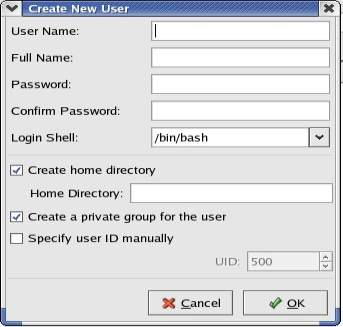 Create New User
User Name:
Full Name:
Password:
Confirm Password:
Login Shell: /bin/bash
Create home directory
Home Directory:
Create a private group for the user
Specify user ID manually
UID: 500
Cancel OK